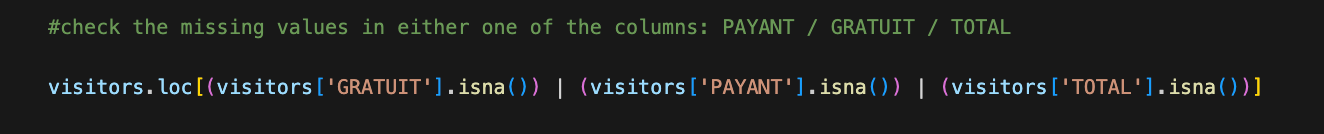 #check the missing values in either one of the columns: PAYANT / GRATUIT / TOTAL
visitors.loc[(visitors['GRATUIT'].isna()) | (visitors['PAYANT'].isna()) | (visitors['TOTAL'].isna())]